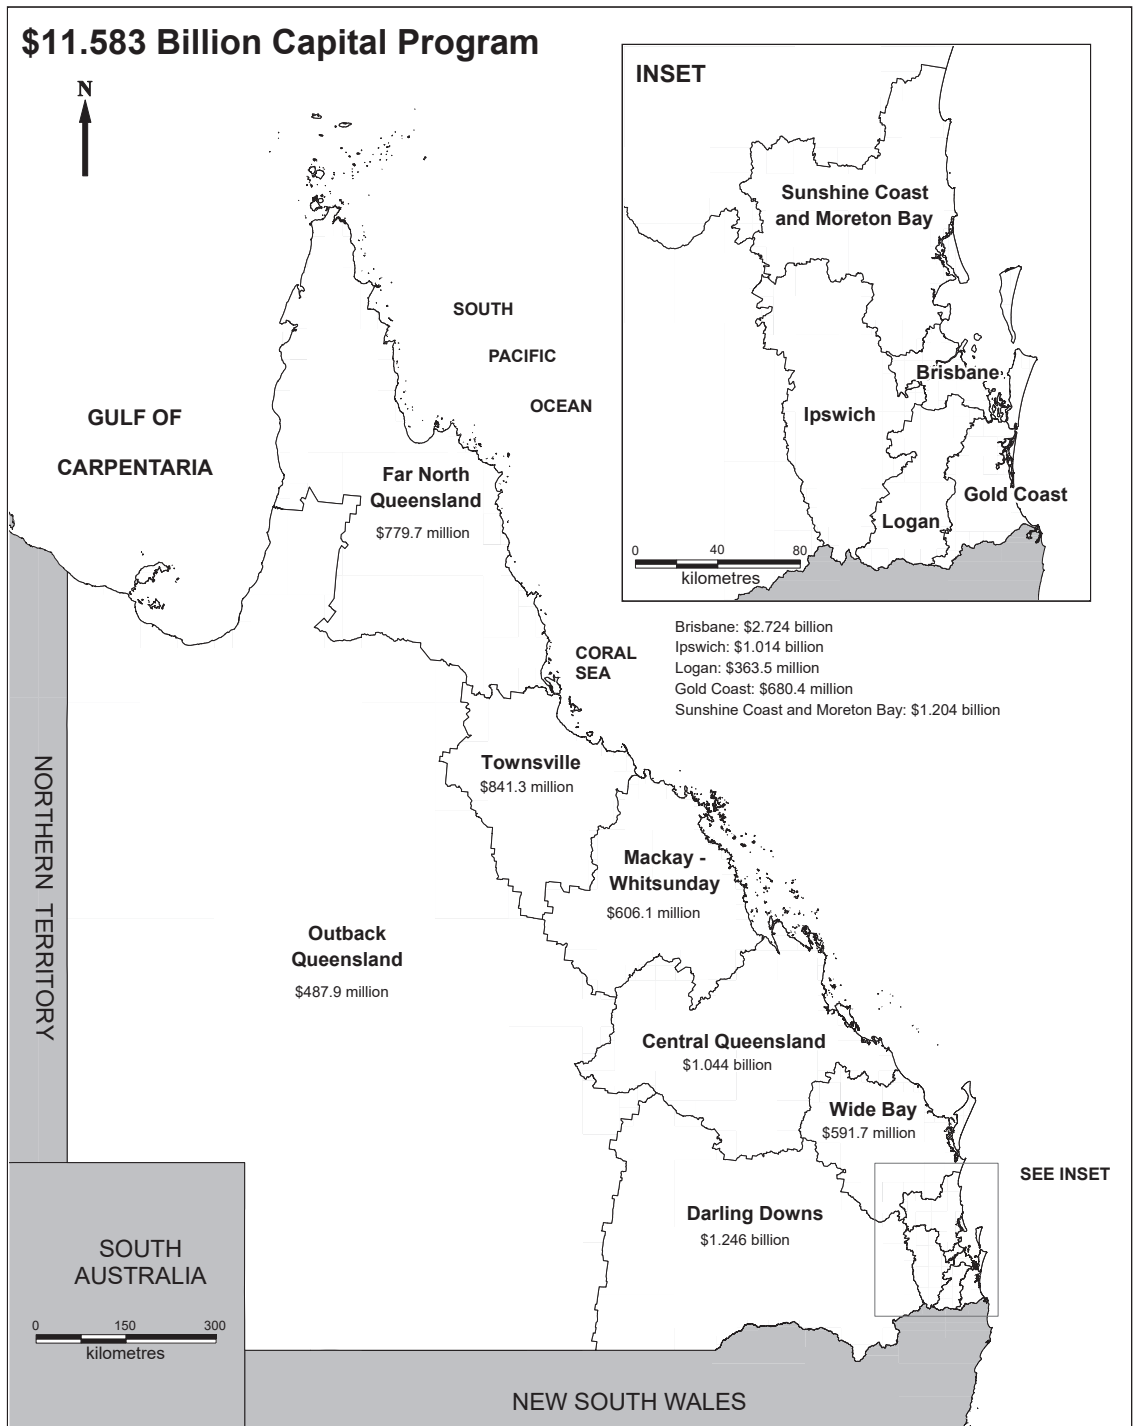 $11.583 Billion Capital Program
N
INSET
Sunshine Coast
and Moreton Bay
Brisbane
Ipswich
Gold Coast
Logan
0 40 80
kilometres
SOUTH
PACIFIC
OCEAN
GULF OF
CARPENTARIA
Far North
Queensland
$779.7 million
CORAL
SEA
Brisbane: $2.724 billion
Ipswich: $1.014 billion
Logan: $363.5 million
Gold Coast: $680.4 million
Sunshine Coast and Moreton Bay: $1.204 billion
NORTHERN TERRITORY
Townsville
$841.3 million
Mackay -
Whitsunday
$606.1 million
Outback
Queensland
$487.9 million
Central Queensland
$1.044 billion
Wide Bay
$591.7 million
SEE INSET
Darling Downs
$1.246 billion
SOUTH
AUSTRALIA
0 150 300
kilometres
NEW SOUTH WALES